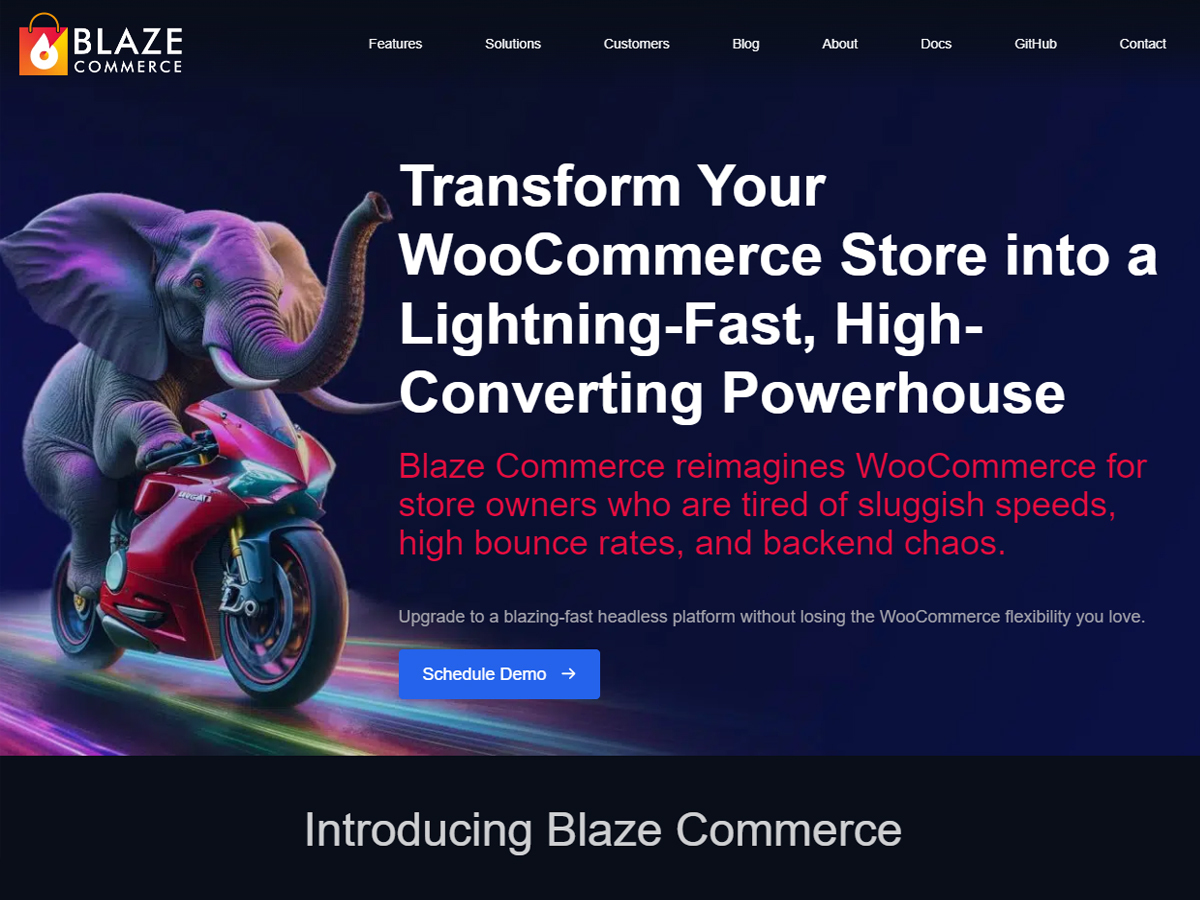 BLAZE
COMMERCE
Features
Solutions
Customers
Blog
About
Docs
GitHub
Contact
Transform Your
WooCommerce Store into a
Lightning-Fast, High-
Converting Powerhouse
Blaze Commerce reimagines WooCommerce for
store owners who are tired of sluggish speeds,
high bounce rates, and backend chaos.
Upgrade to a blazing-fast headless platform without losing the WooCommerce flexibility you love.
Schedule Demo →
Introducing Blaze Commerce